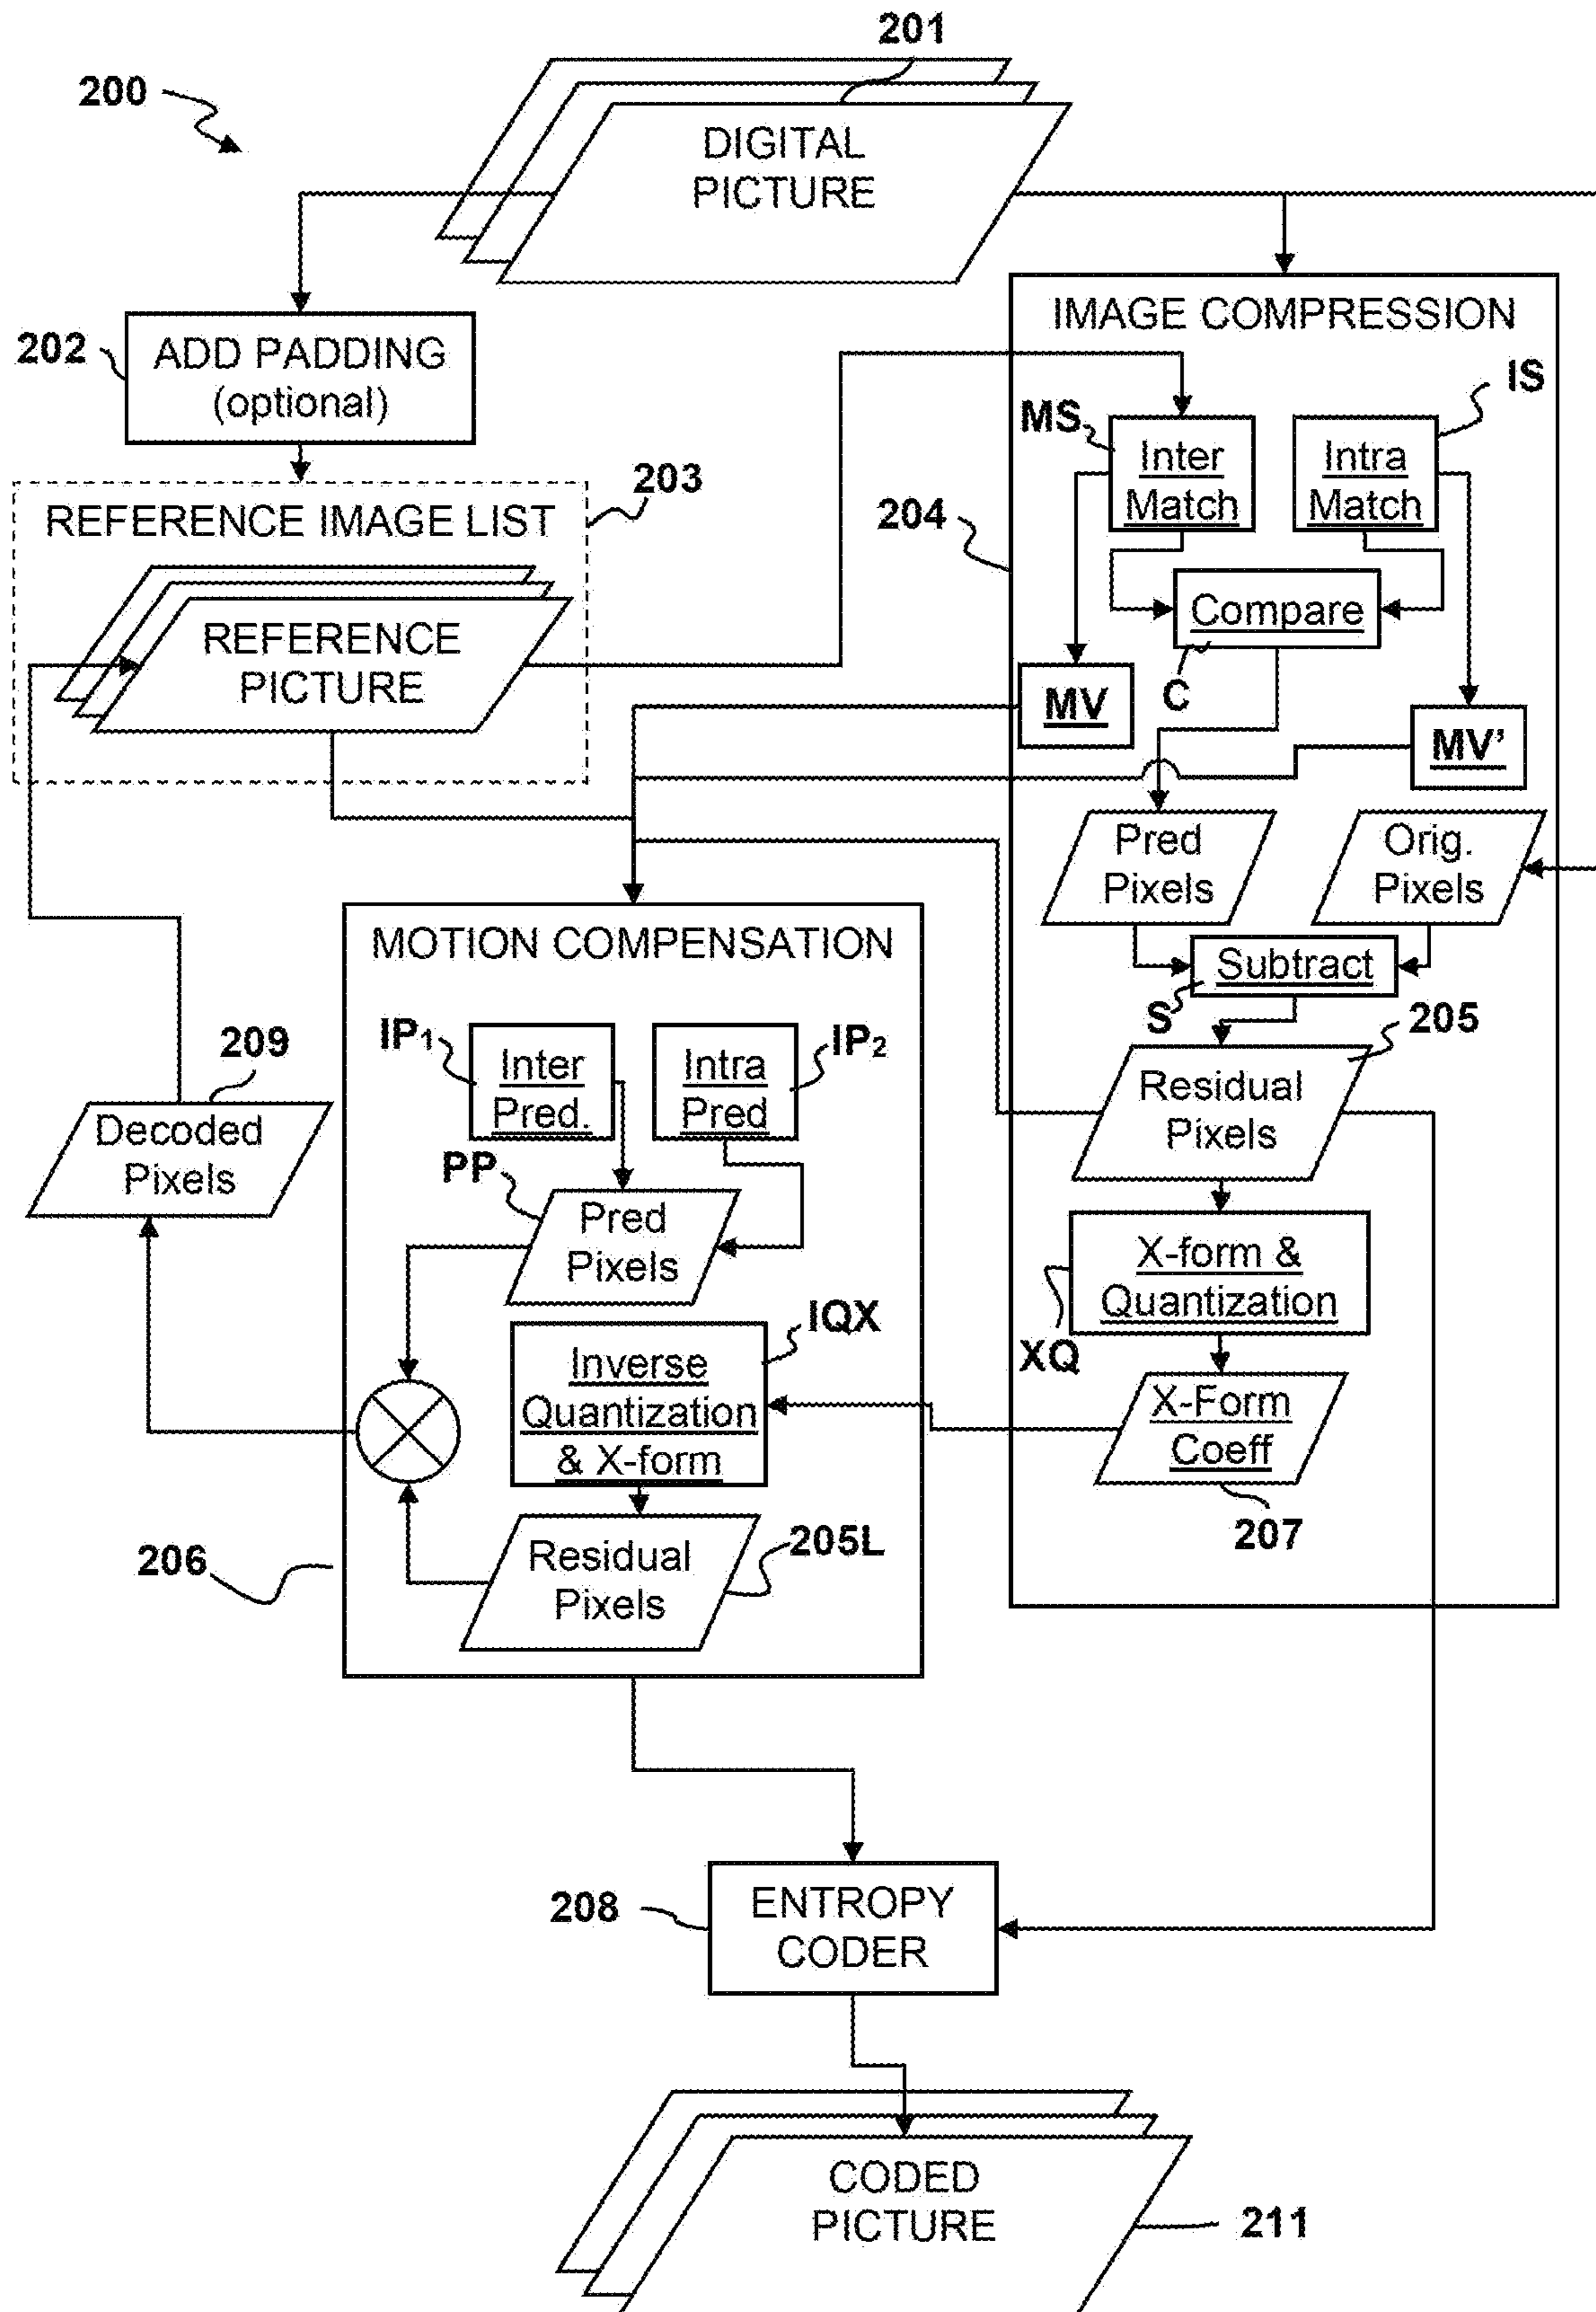 201
200
DIGITAL
PICTURE
IMAGE COMPRESSION
202
ADD PADDING
(optional)
IS
MS
Inter
Match
Intra
Match
203
REFERENCE IMAGE LIST
204
Compare
REFERENCE
PICTURE
C
MV
MV'
Pred
Pixels
Orig.
Pixels
MOTION COMPENSATION
Subtract
S
205
209
IP1
Inter
Pred.
Intra
Pred
IP2
Residual
Pixels
Decoded
Pixels
PP
Pred
Pixels
X-form &
Quantization
XQ
IQX
Inverse
Quantization
& X-form
X-Form
Coeff
207
206
Residual
Pixels
205L
208
ENTROPY
CODER
CODED
PICTURE
211